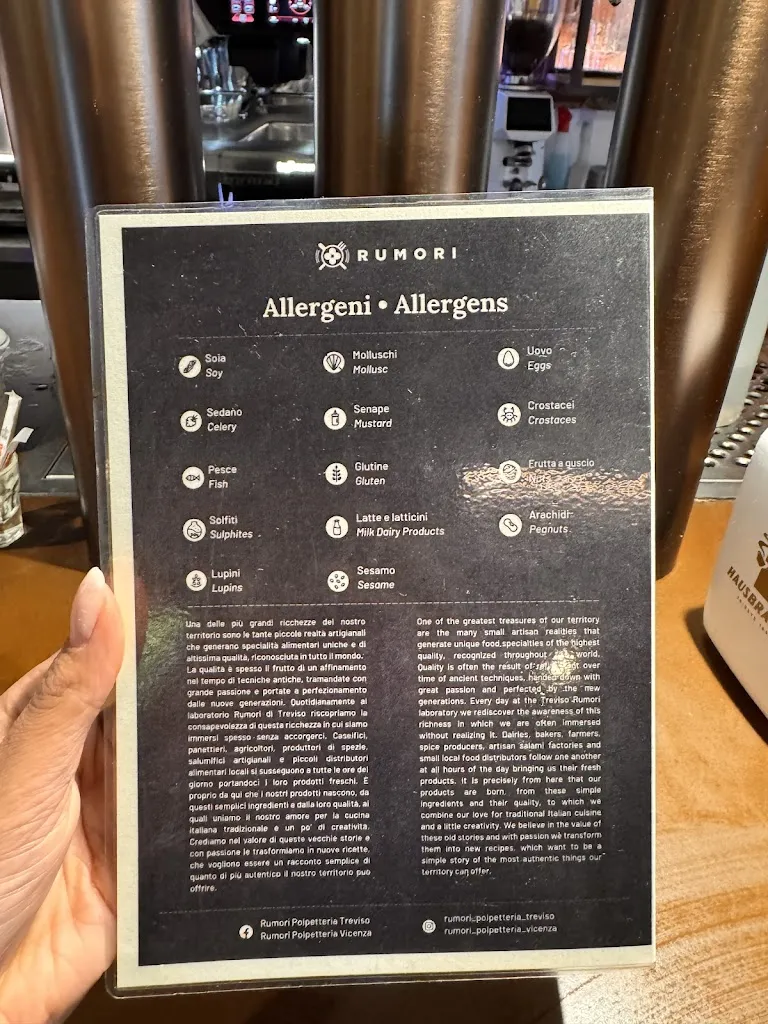 RUMORI
Allergeni • Allergens
Soia
Soy
Molluschi
Mollusc
Uovo
Eggs
Sedano
Celery
Senape
Mustard
Crostacei
Crostaces
Pesce
Fish
Glutine
Gluten
Frutta a guscio
Solfiti
Sulphites
Latte e latticini
Milk Dairy Products
Arachidi
Peanuts
Lupini
Lupins
Sesamo
Sesame
Una delle più grandi ricchezze del nostro
territorio sono le tante piccole realtà artigianali
che generano specialità alimentari uniche e di
altissima qualità, riconosciuta in tutto il mondo.
La qualità è spesso il frutto di un affinamento
nel tempo di tecniche antiche, tramandate con
grande passione e portate a perfezionamento
dalle nuove generazioni. Quotidianamente al
laboratorio Rumori di Treviso riscopriamo la
consapevolezza di questa ricchezza in cui siamo
immersi spesso senza accorgerci. Caseifici,
panettieri, agricoltori, produttori di spezie,
salumifici artigianali e piccoli distributori
alimentari locali si susseguono a tutte le ore del
giorno portandoci i loro prodotti freschi. È
proprio da qui che i nostri prodotti nascono, da
questi semplici ingredienti e dalla loro qualità, ai
quali uniamo il nostro amore per la cucina
italiana tradizionale e un po' di creatività.
Crediamo nel valore di queste vecchie storie e
con passione le trasformiamo in nuove ricette,
che vogliono essere un racconto semplice di
quanto di più autentico il nostro territorio può
offrire.
One of the greatest treasures of our territory
are the many small artisan realities that
generate unique food specialties of the highest
quality, recognized throughout the world.
Quality is often the result of over
time of ancient techniques, handed down with
great passion and perfected by the new
generations. Every day at the Treviso Rumori
laboratory we rediscover the awareness of this
richness in which we are often immersed
without realizing it. Dairies, bakers, farmers,
spice producers, artisan salami factories and
small local food distributors follow one another
at all hours of the day bringing us their fresh
products. It is precisely from here that our
products are born, from these simple
ingredients and their quality, to which we
combine our love for traditional Italian cuisine
and a little creativity. We believe in the value of
these old stories and with passion we transform
them into new recipes, which want to be a
simple story of the most authentic things our
territory can offer.
Rumori Polpetteria Treviso
Rumori Polpetteria Vicenza
rumori_polpetteria_treviso
rumori_polpetteria_vicenza